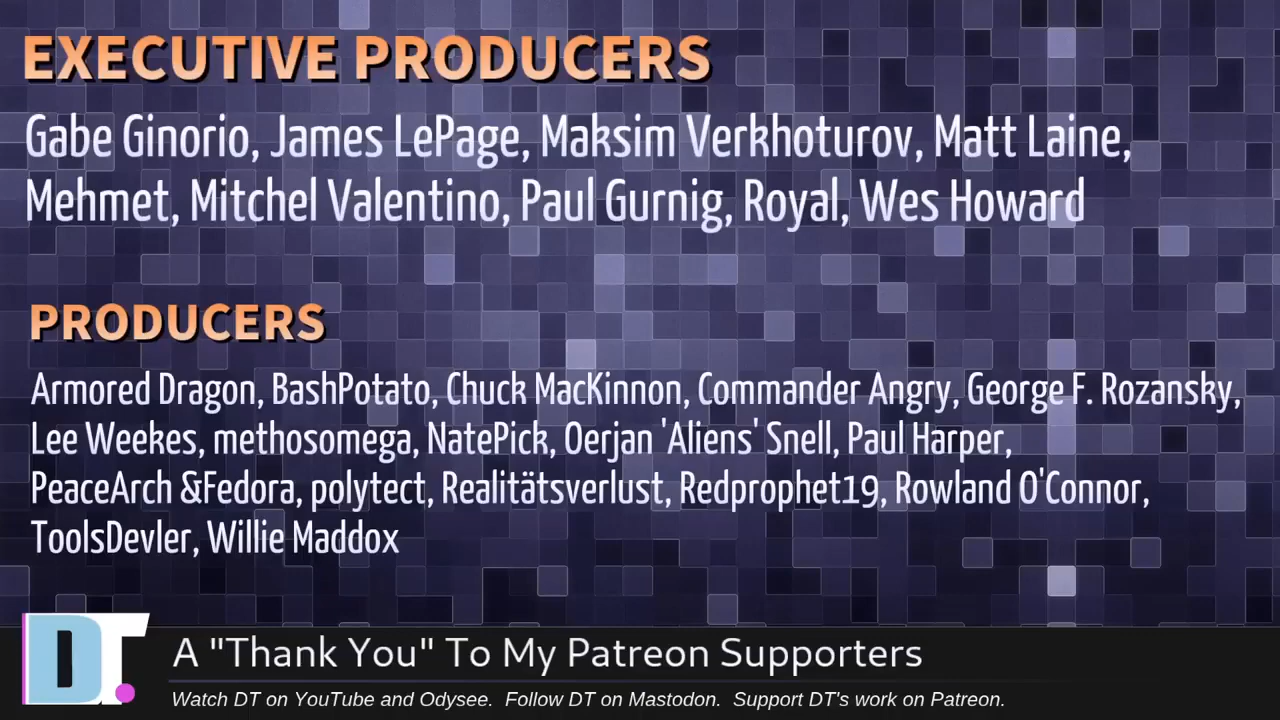 EXECUTIVE PRODUCERS
Gabe Ginorio, James LePage, Maksim Verkhoturov, Matt Laine,
Mehmet, Mitchel Valentino, Paul Gurnig, Royal, Wes Howard
PRODUCERS
Armored Dragon, BashPotato, Chuck MacKinnon, Commander Angry, George F. Rozansky,
Lee Weekes, methosomega, NatePick, Oerjan 'Aliens' Snell, Paul Harper,
PeaceArch &Fedora, polytect, Realitätsverlust, Redprophet19, Rowland O'Connor,
ToolsDevler, Willie Maddox
DT.
A "Thank You" To My Patreon Supporters
Watch DT on YouTube and Odysee. Follow DT on Mastodon. Support DT's work on Patreon.